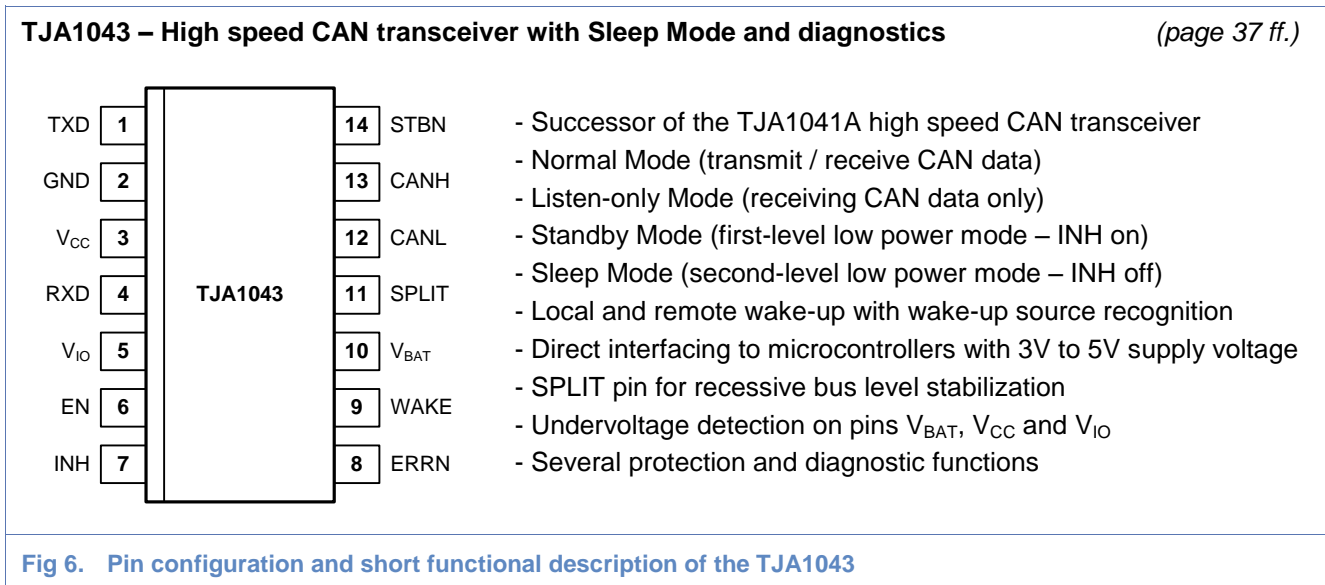 TJA1043 – High speed CAN transceiver with Sleep Mode and diagnostics (page 37 ff.)
TXD 1 14 STBN
GND 2 13 CANH
VCC 3 12 CANL
RXD 4 TJA1043 11 SPLIT
VIO 5 10 VBAT
EN 6 9 WAKE
INH 7 8 ERRN
- Successor of the TJA1041A high speed CAN transceiver
- Normal Mode (transmit / receive CAN data)
- Listen-only Mode (receiving CAN data only)
- Standby Mode (first-level low power mode – INH on)
- Sleep Mode (second-level low power mode – INH off)
- Local and remote wake-up with wake-up source recognition
- Direct interfacing to microcontrollers with 3V to 5V supply voltage
- SPLIT pin for recessive bus level stabilization
- Undervoltage detection on pins VBAT, VCC and VIO
- Several protection and diagnostic functions
Fig 6. Pin configuration and short functional description of the TJA1043